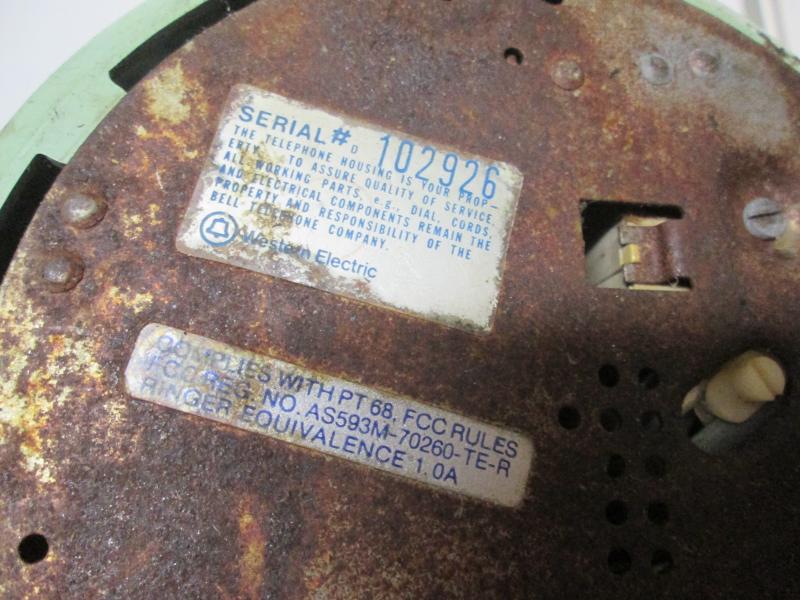 SERIAL # D 102926
THE TELEPHONE HOUSING IS YOUR PROP-
ERTY. TO ASSURE QUALITY OF SERVICE
ALL WORKING PARTS, e.g., DIAL, CORDS,
AND ELECTRICAL COMPONENTS REMAIN THE
PROPERTY AND RESPONSIBILITY OF THE
BELL TELEPHONE COMPANY.
Western Electric
COMPLIES WITH PT 68, FCC RULES
FCC REG. NO. AS593M-70260-TE-R
RINGER EQUIVALENCE 1.0A